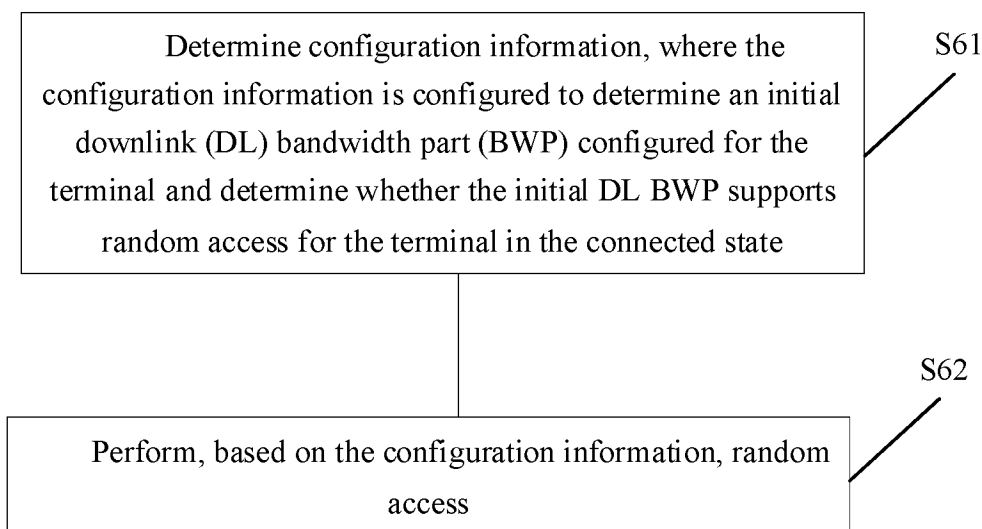 Determine configuration information, where the
configuration information is configured to determine an initial
downlink (DL) bandwidth part (BWP) configured for the
terminal and determine whether the initial DL BWP supports
random access for the terminal in the connected state
S61
S62
Perform, based on the configuration information, random
access